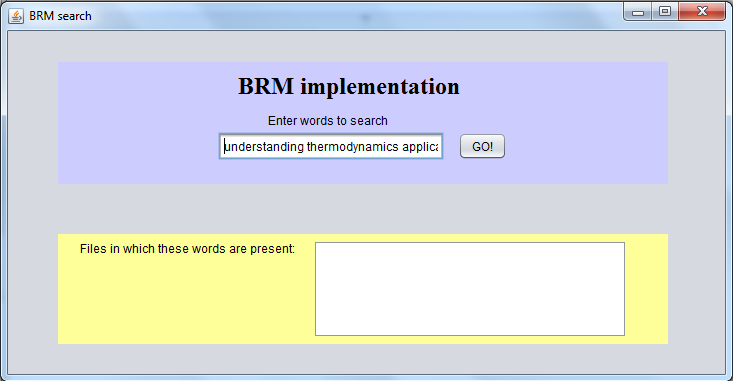 BRM search
BRM implementation
Enter words to search
understanding thermodynamics applica
GO!
Files in which these words are present: